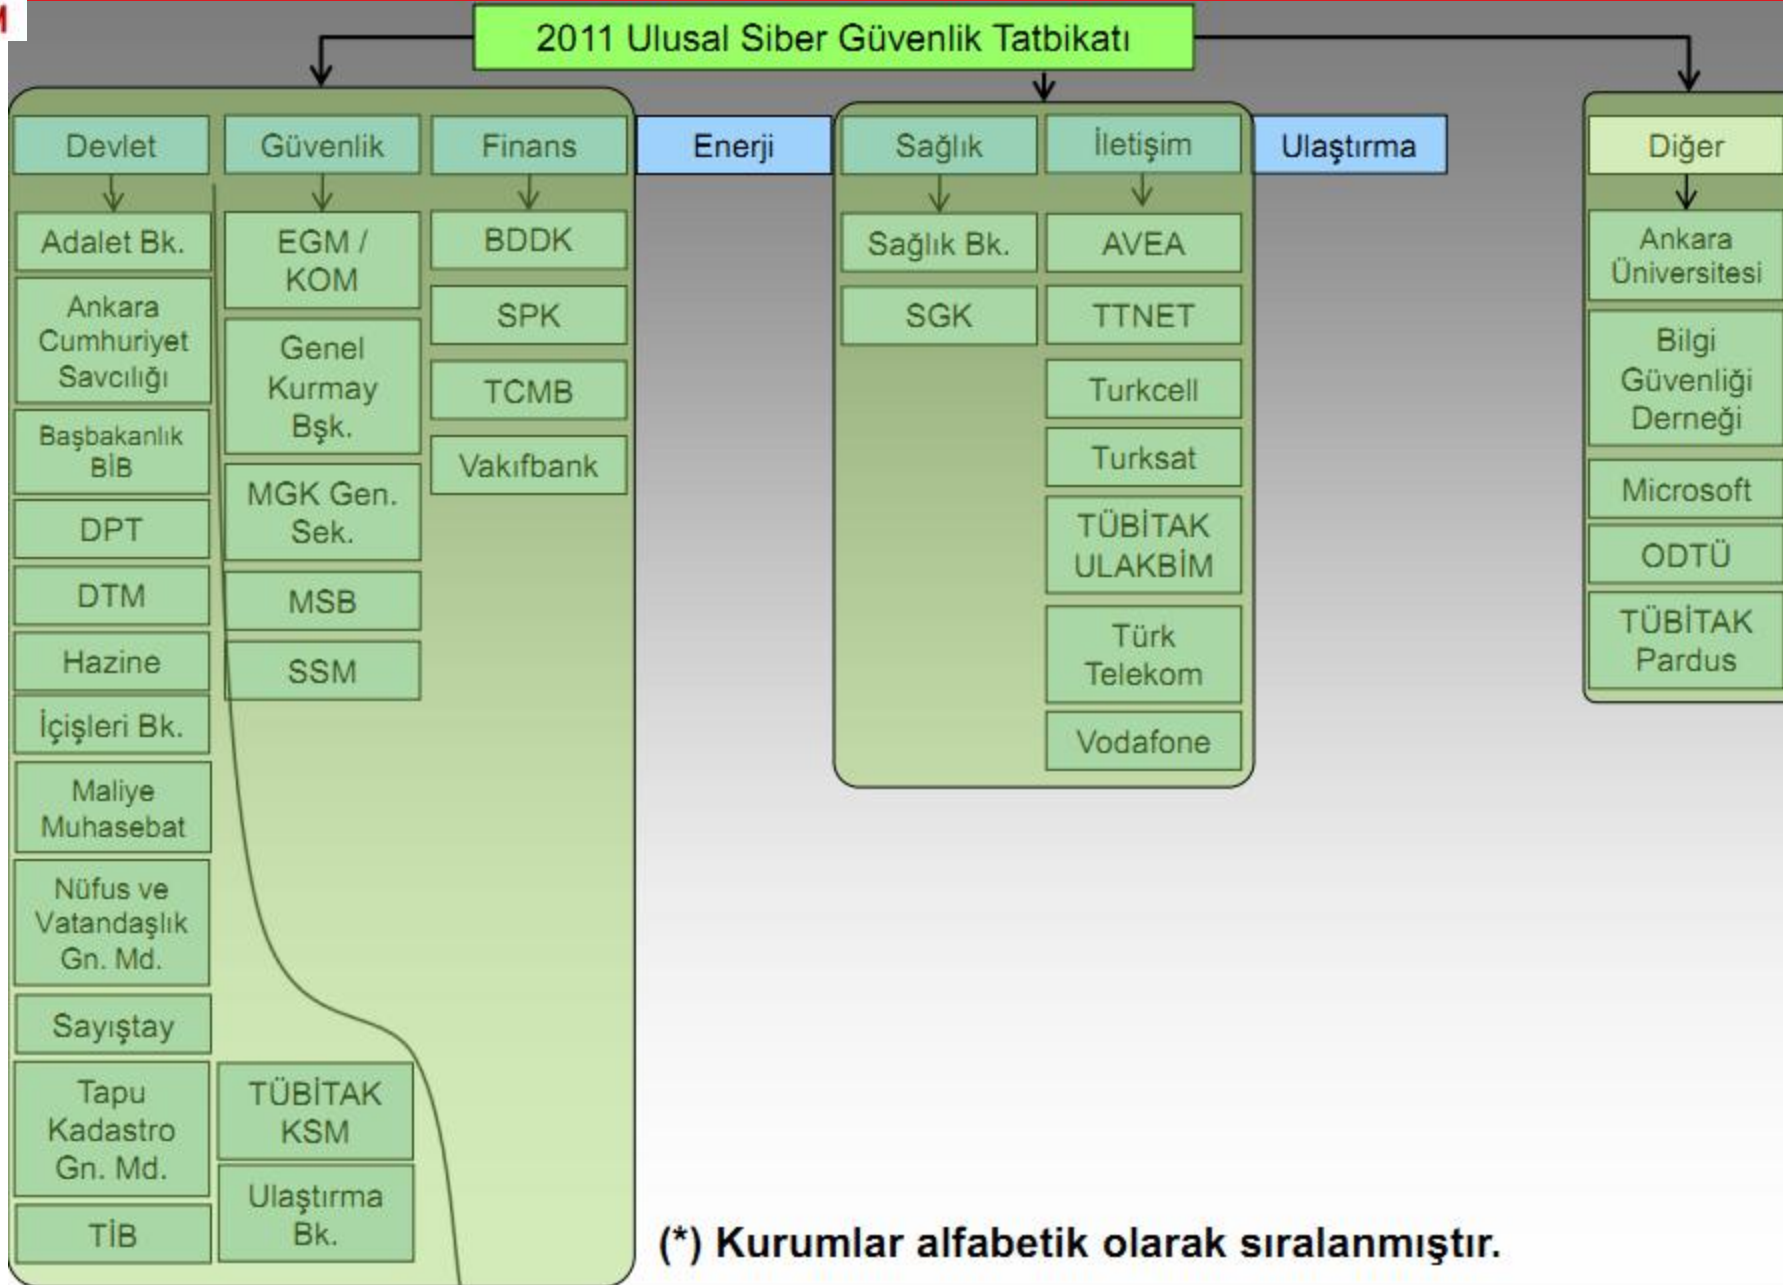 2011 Ulusal Siber Güvenlik Tatbikatı
Devlet
Güvenlik
Finans
Enerji
Sağlık
İletişim
Ulaştırma
Diğer
Adalet Bk.
Ankara
Cumhuriyet
Savcılığı
Başbakanlık
BİB
DPT
DTM
Hazine
İçişleri Bk.
Maliye
Muhasebat
Nüfus ve
Vatandaşlık
Gn. Md.
Sayıştay
Tapu
Kadastro
Gn. Md.
TİB
TÜBİTAK
KSM
Ulaştırma
Bk.
EGM /
KOM
Genel
Kurmay
Bşk.
MGK Gen.
Sek.
MSB
SSM
BDDK
SPK
TCMB
Vakıfbank
Sağlık Bk.
SGK
AVEA
TTNET
Turkcell
Turksat
TÜBİTAK
ULAKBİM
Türk
Telekom
Vodafone
Ankara
Üniversitesi
Bilgi
Güvenliği
Derneği
Microsoft
ODTÜ
TÜBİTAK
Pardus
(*) Kurumlar alfabetik olarak sıralanmıştır.